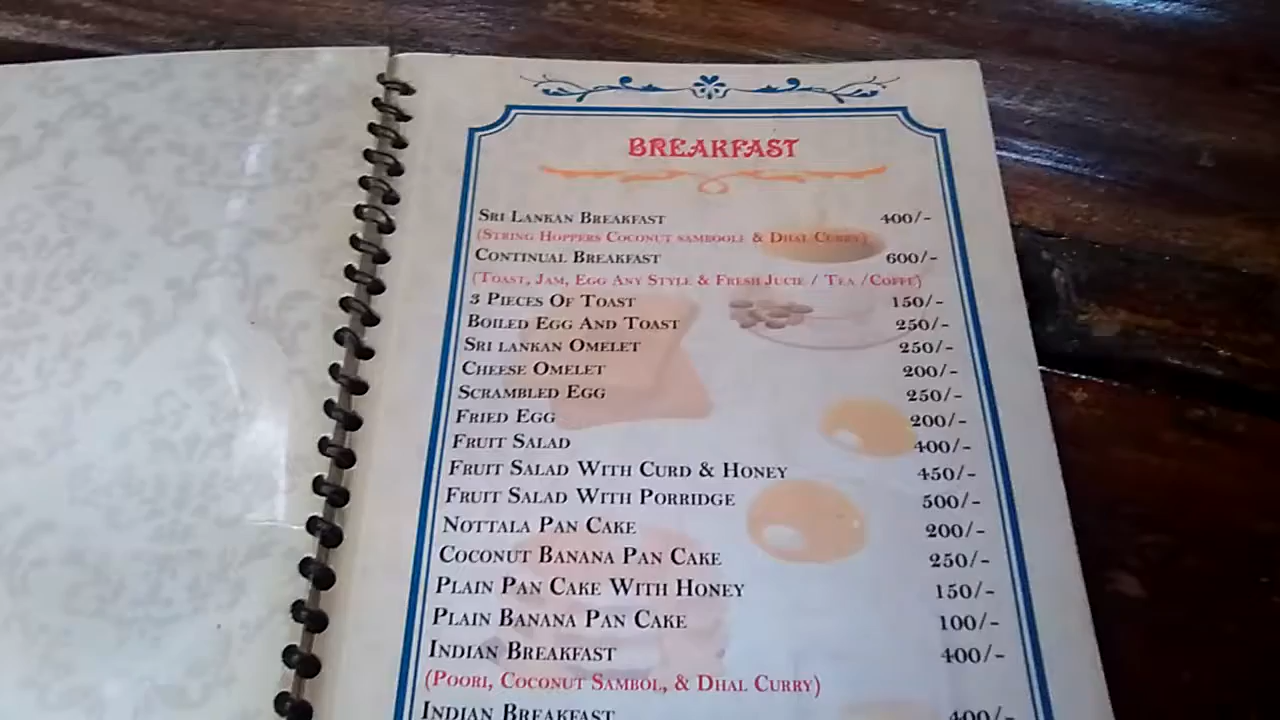 BREAKFAST
SRI LANKAN BREAKFAST 400/-
(STRING HOPPERS COCONUT SAMBOOLE & DHAL CURRY)
CONTINUAL BREAKFAST 600/-
(TOAST, JAM, EGG ANY STYLE & FRESH JUCIE / TEA /COFFE)
3 PIECES OF TOAST 150/-
BOILED EGG AND TOAST 250/-
SRI LANKAN OMELET 250/-
CHEESE OMELET 200/-
SCRAMBLED EGG 250/-
FRIED EGG 200/-
FRUIT SALAD 400/-
FRUIT SALAD WITH CURD & HONEY 450/-
FRUIT SALAD WITH PORRIDGE 500/-
NOTTALA PAN CAKE 200/-
COCONUT BANANA PAN CAKE 250/-
PLAIN PAN CAKE WITH HONEY 150/-
PLAIN BANANA PAN CAKE 100/-
INDIAN BREAKFAST 400/-
(POORI, COCONUT SAMBOL, & DHAL CURRY)
INDIAN BREAKFAST 400/-